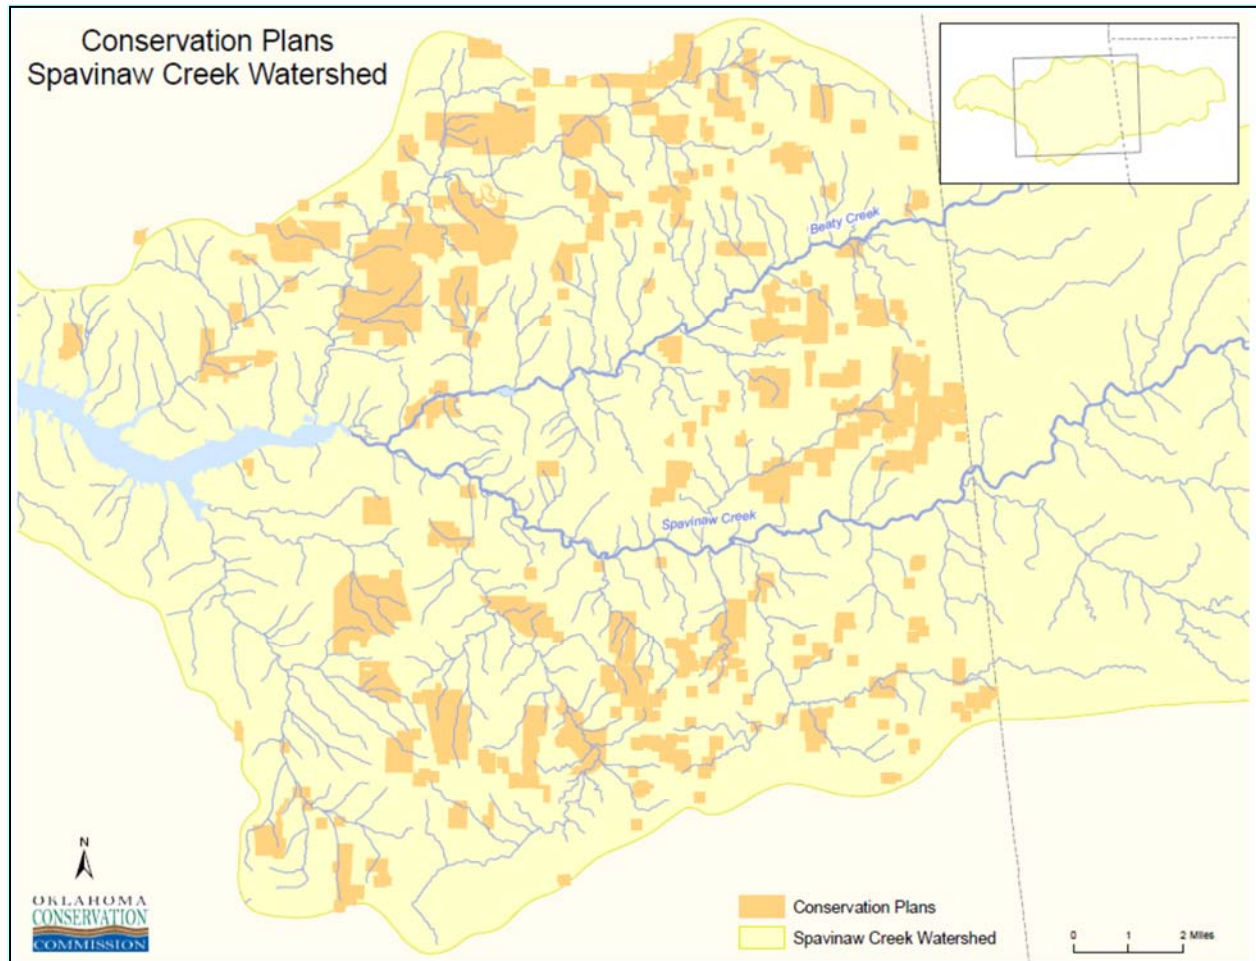 Conservation Plans
Spavinaw Creek Watershed
Beaty Creek
Spavinaw Creek
N
OKLAHOMA
CONSERVATION
COMMISSION
Conservation Plans
Spavinaw Creek Watershed
0 1 2 Miles